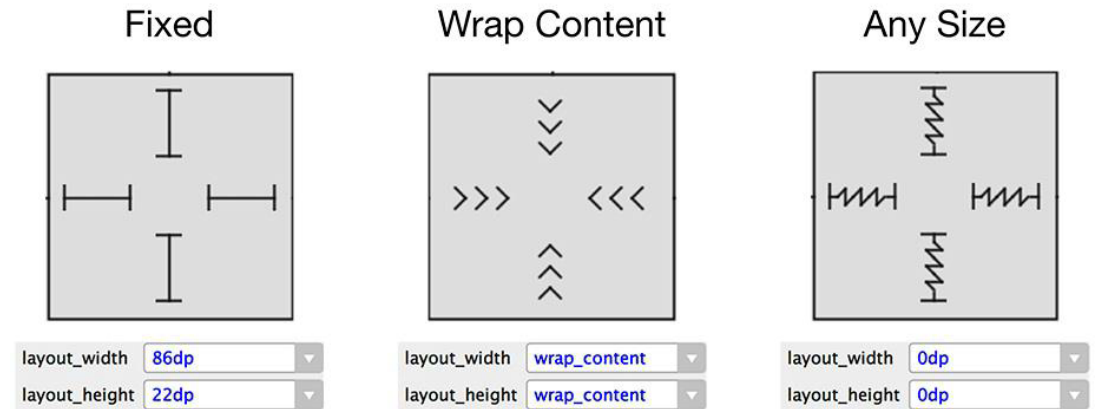 Fixed
Wrap Content
Any Size
layout_width 86dp
layout_height 22dp
layout_width wrap_content
layout_height wrap_content
layout_width 0dp
layout_height 0dp